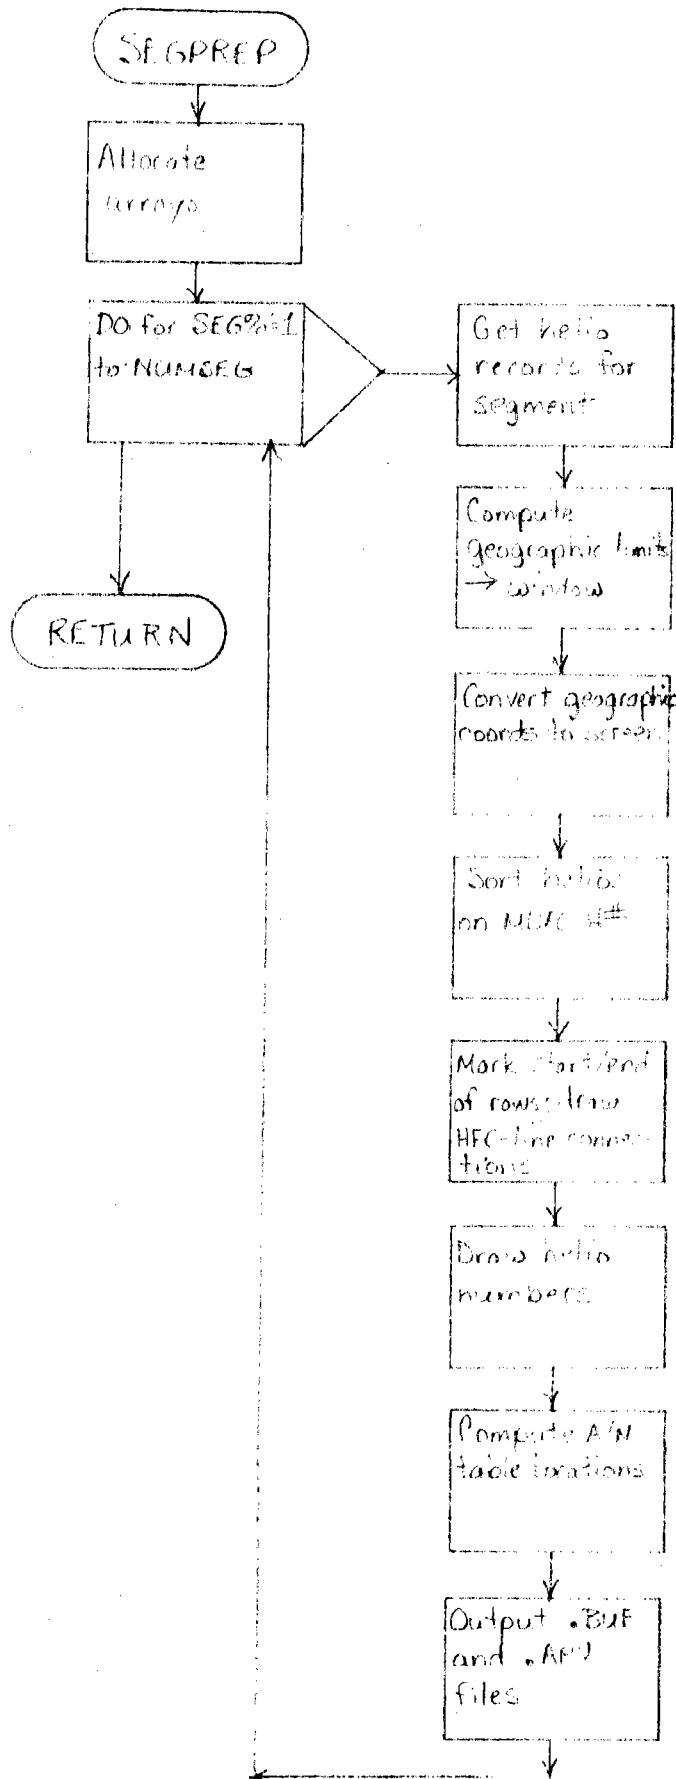 SEGPREP
Allocate
arrays
DO for SEG%=1
to NUMSEG
RETURN
Get helio
records for
segment
Compute
geographic limits
→ window
Convert geographic
coords to screen
Sort helios
on
Mark start/end
of rows; draw
HFC-line connec-
tions
Draw helio
numbers
Compute A/N
table locations
Output .BUF
and
files